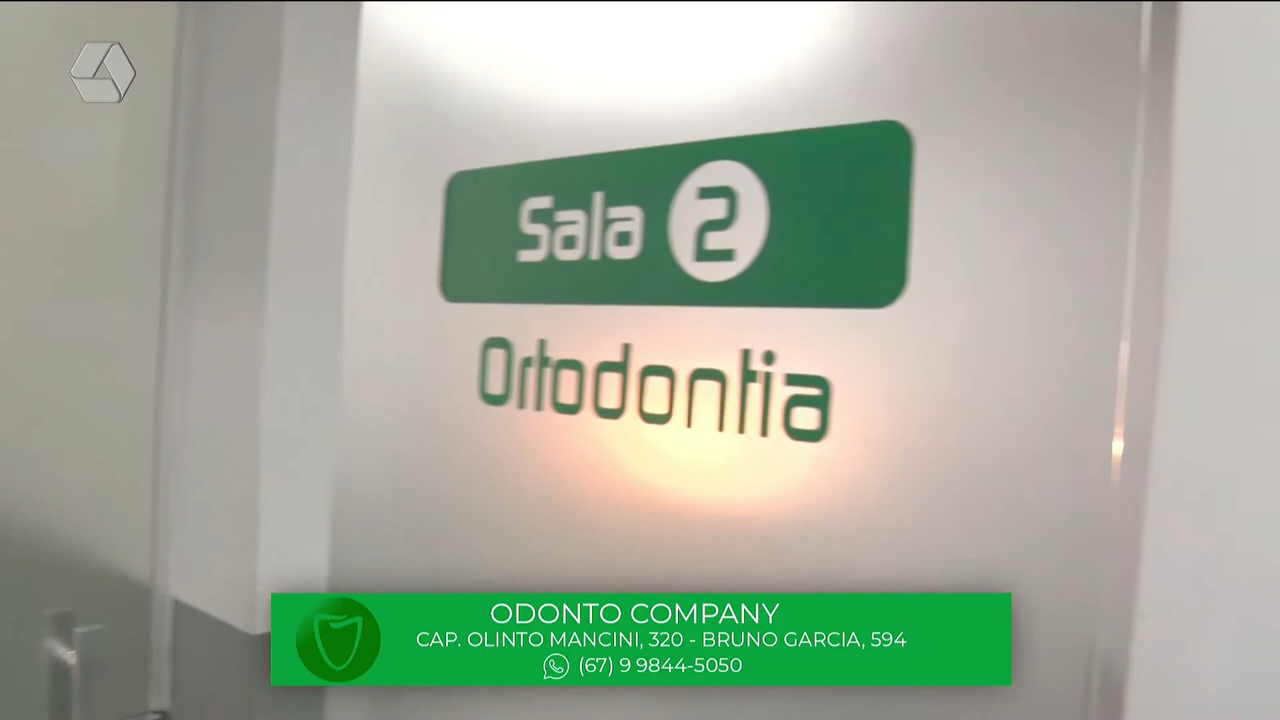 Sala 2
Ortodontia
ODONTO COMPANY
CAP. OLINTO MANCINI, 320 - BRUNO GARCIA, 594
(67) 9 9844-5050